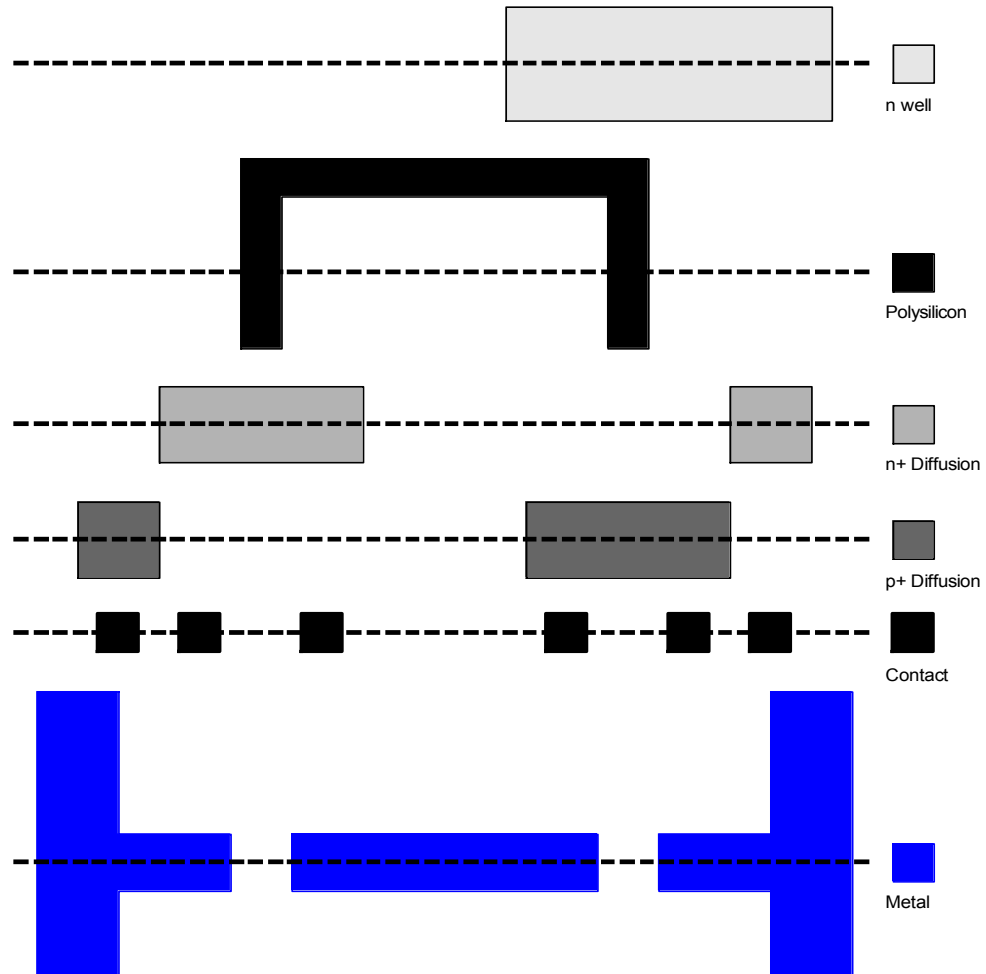 n well
Polysilicon
n+ Diffusion
p+ Diffusion
Contact
Metal